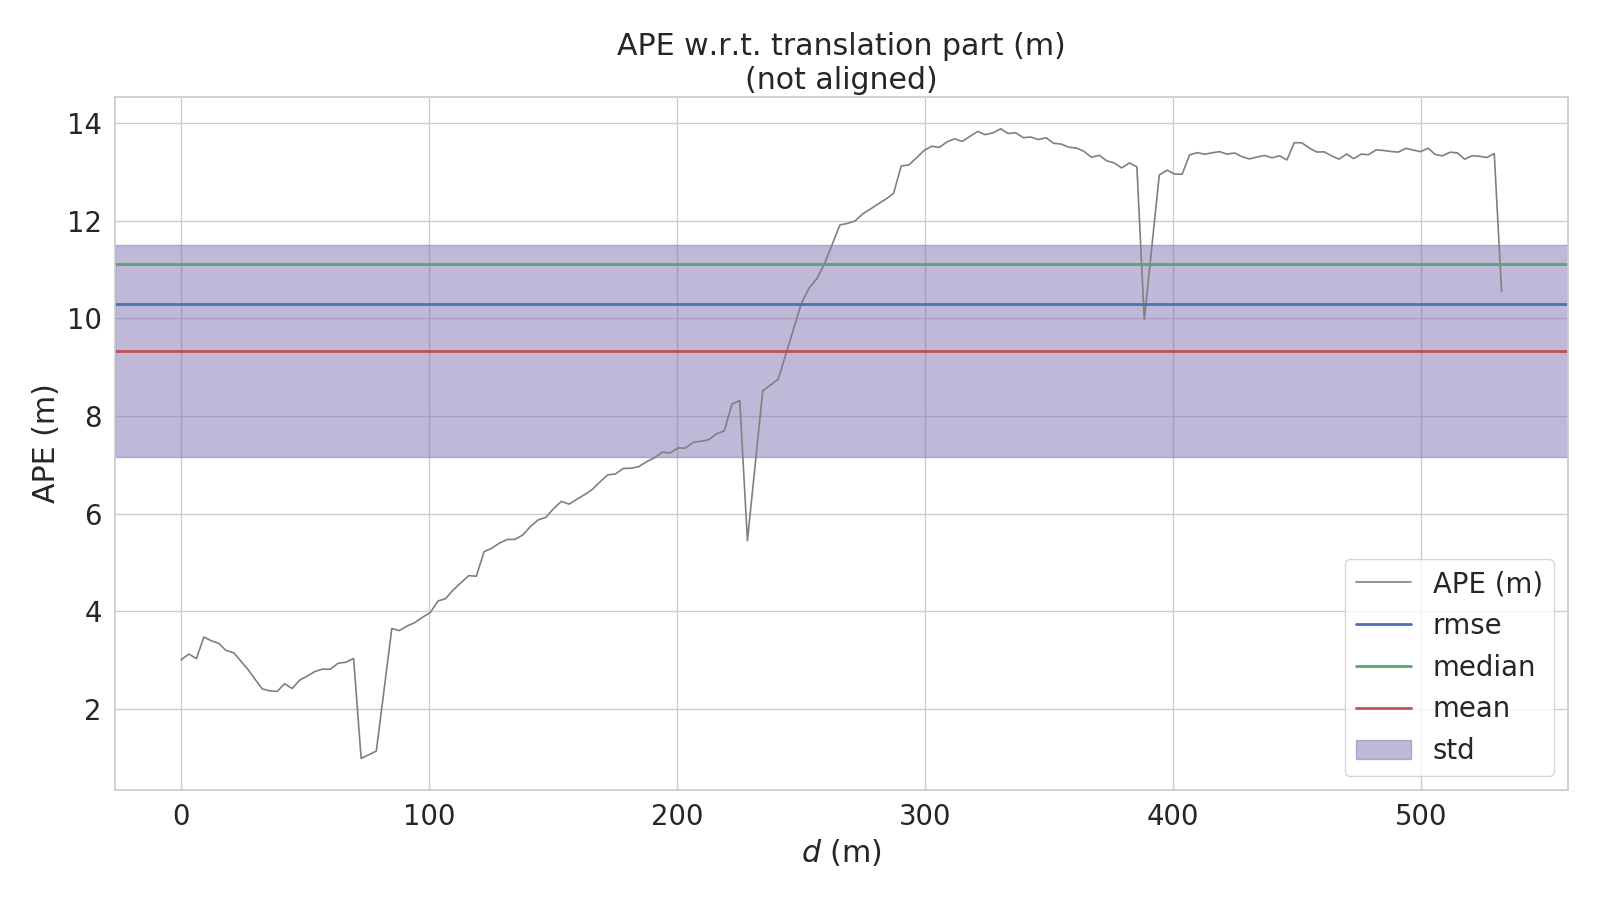 APE w.r.t. translation part (m)
(not aligned)
14
12
10
8
6
4
2
APE (m)
0
100
200
300
400
500
d (m)
APE (m)
rmse
median
mean
std